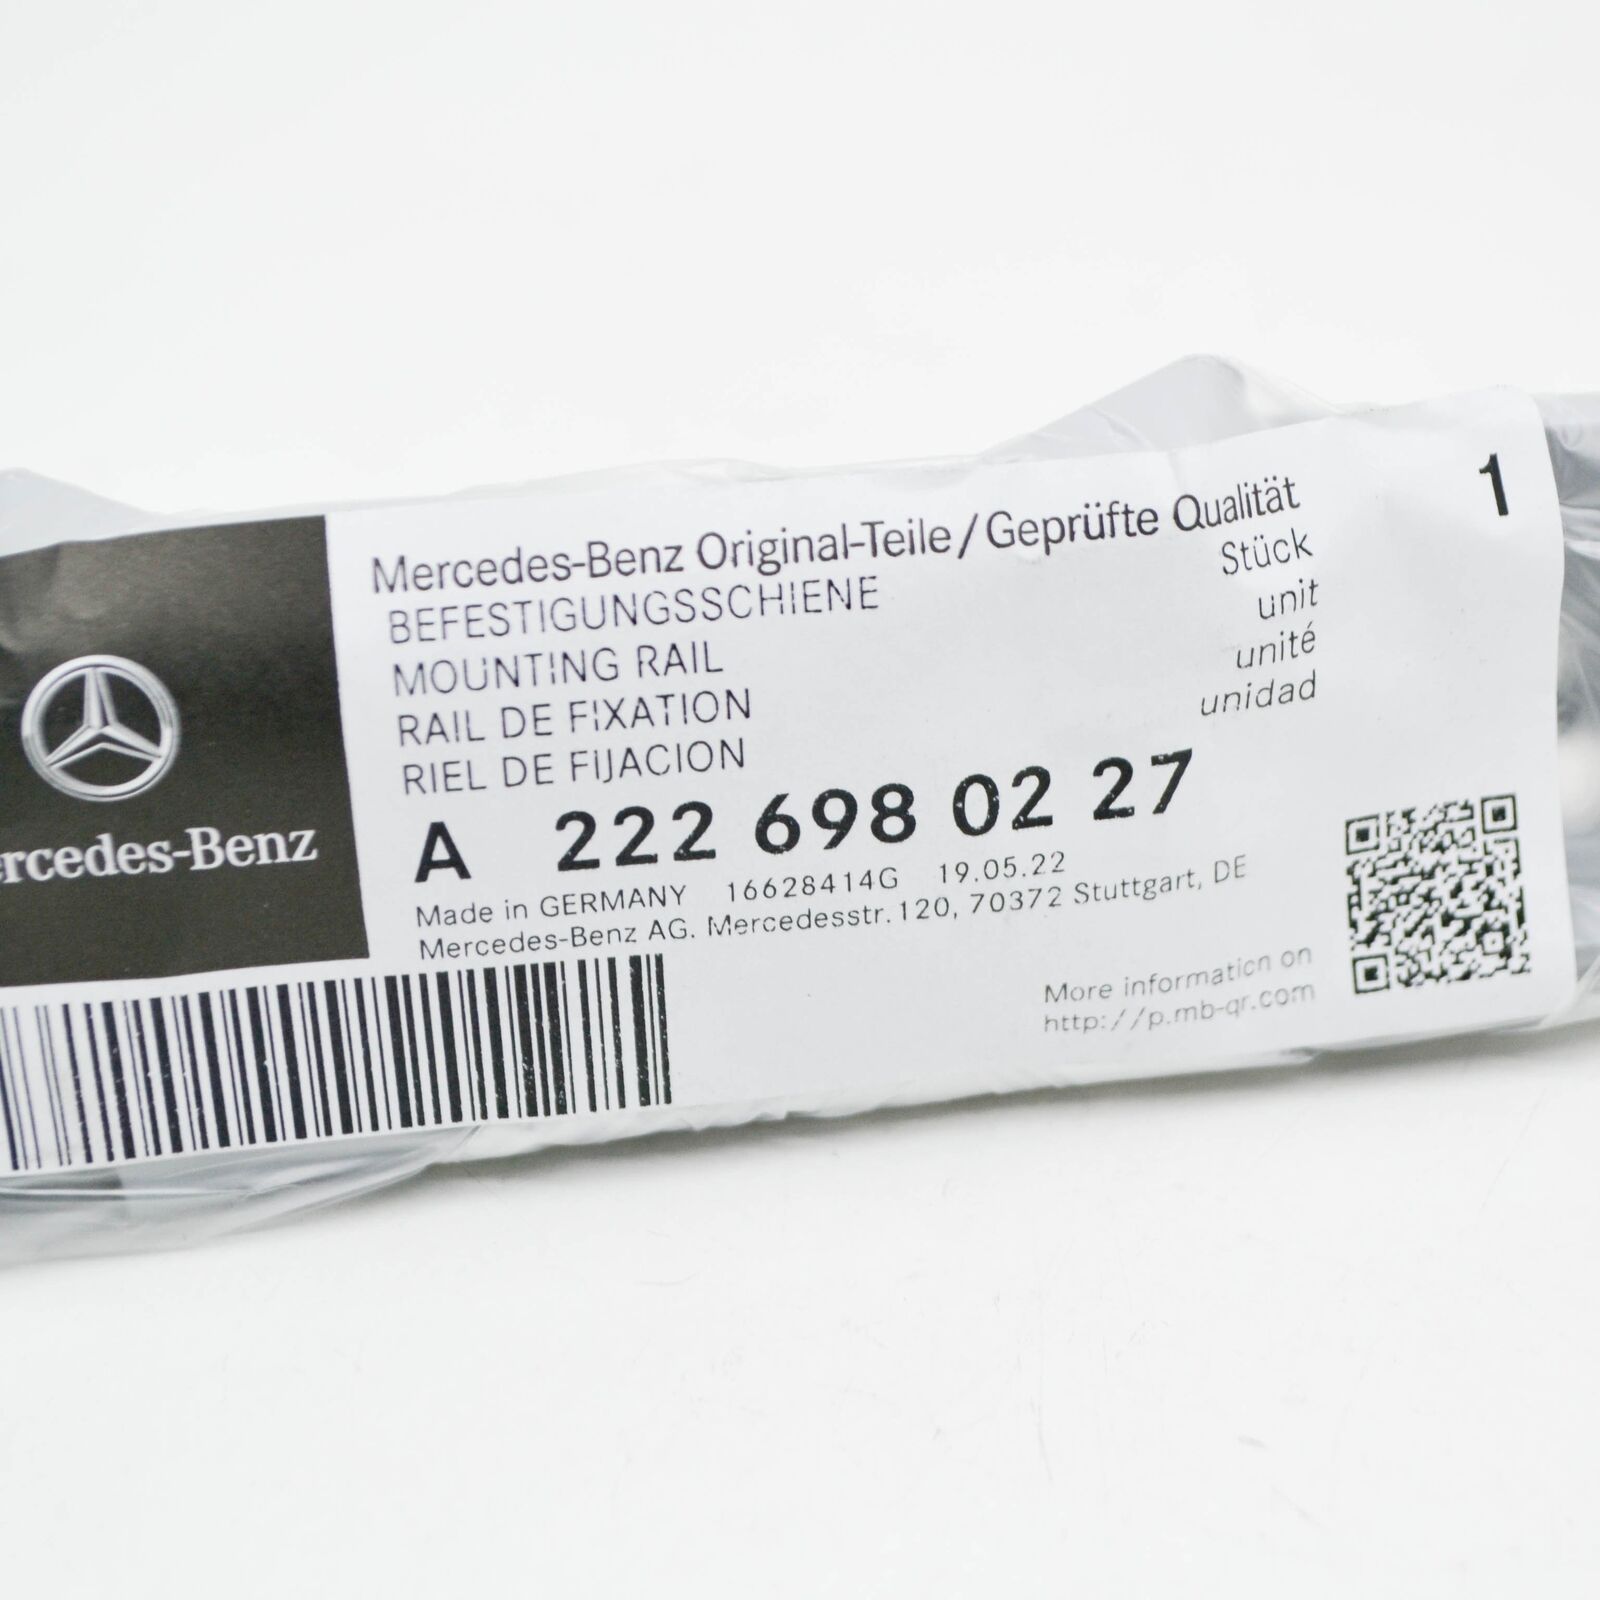 Mercedes-Benz Original-Teile/Geprüfte Qualität
1
BEFESTIGUNGSSCHIENE
Stück
MOUNTING RAIL
unit
RAIL DE FIXATION
unité
RIEL DE FIJACION
unidad
A 222 698 02 27
Made in GERMANY 16628414G 19.05.22
Mercedes-Benz AG. Mercedesstr. 120, 70372 Stuttgart, DE
More information on
http://p.mb-qr.com
ercedes-Benz